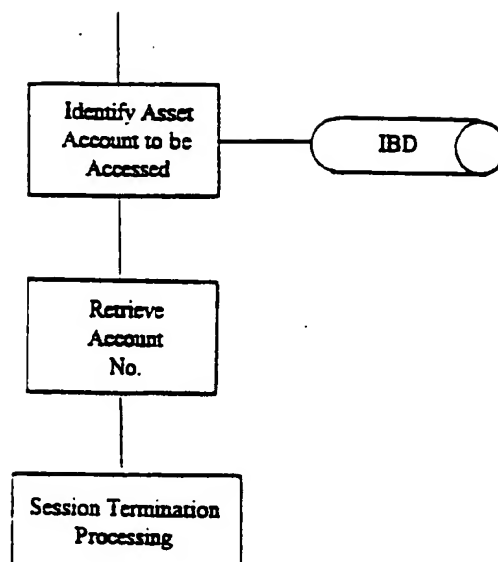 Identify Asset
Account to be
Accessed
IBD
Retrieve
Account
No.
Session Termination
Processing